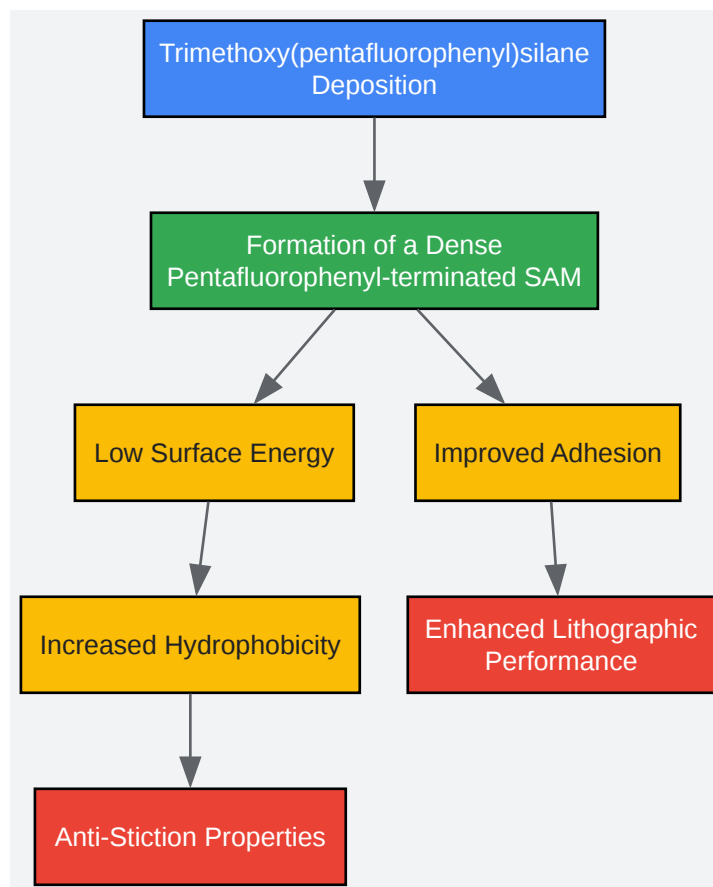 Trimethoxy(pentafluorophenyl)silane
Deposition
Formation of a Dense
Pentafluorophenyl-terminated SAM
Low Surface Energy
Improved Adhesion
Increased Hydrophobicity
Enhanced Lithographic
Performance
Anti-Stiction Properties